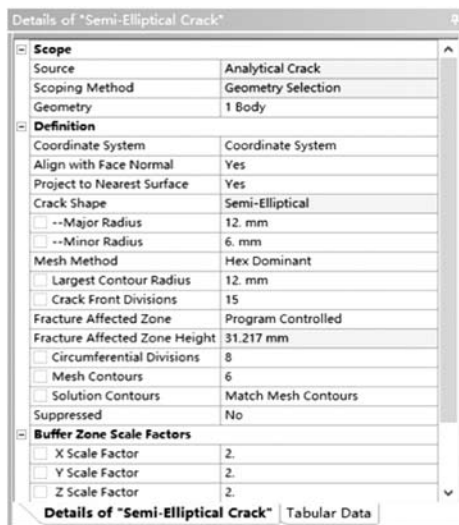 Details of "Semi-Elliptical Crack"
Scope
Source Analytical Crack
Scoping Method Geometry Selection
Geometry 1 Body
Definition
Coordinate System Coordinate System
Align with Face Normal Yes
Project to Nearest Surface Yes
Crack Shape Semi-Elliptical
--Major Radius 12. mm
--Minor Radius 6. mm
Mesh Method Hex Dominant
Largest Contour Radius 12. mm
Crack Front Divisions 15
Fracture Affected Zone Program Controlled
Fracture Affected Zone Height 31.217 mm
Circumferential Divisions 8
Mesh Contours 6
Solution Contours Match Mesh Contours
Suppressed No
Buffer Zone Scale Factors
X Scale Factor 2.
Y Scale Factor 2.
Z Scale Factor 2.
Details of "Semi-Elliptical Crack" Tabular Data